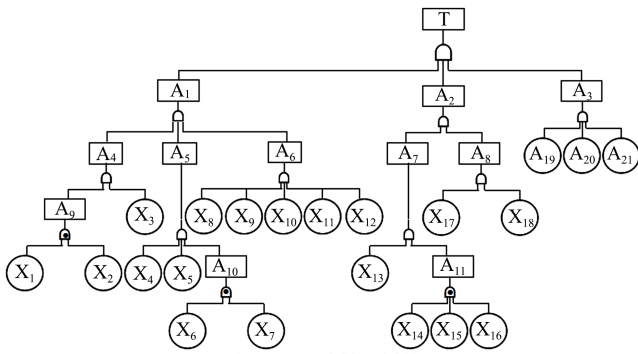 T
A₁
A₂
A₃
A₄
A₅
A₆
A₇
A₈
A₁₉
A₂₀
A₂₁
A₉
X₃
X₈
X₉
X₁₀
X₁₁
X₁₂
X₁₇
X₁₈
X₁
X₂
X₄
X₅
A₁₀
X₁₃
A₁₁
X₆
X₇
X₁₄
X₁₅
X₁₆